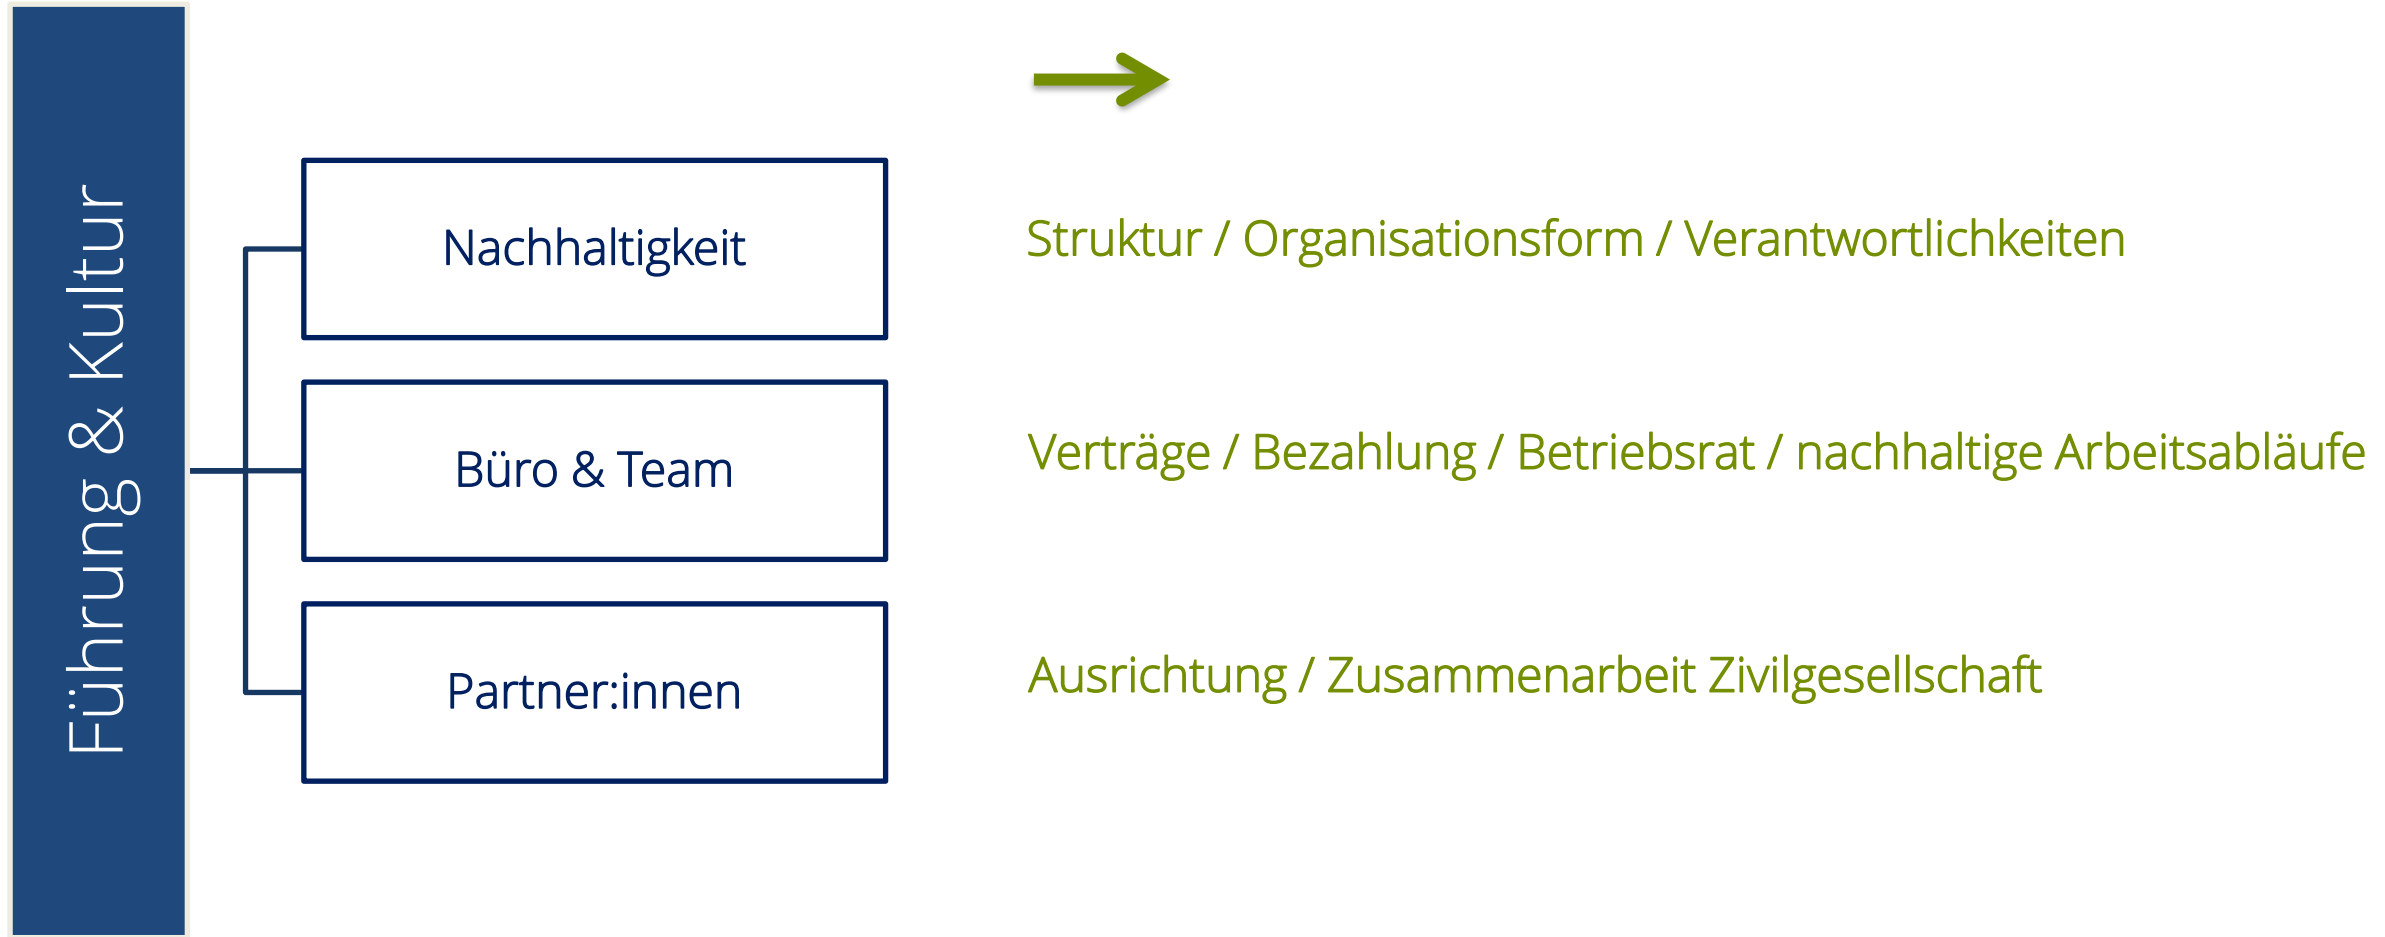 Führung & Kultur
Nachhaltigkeit
Struktur / Organisationsform / Verantwortlichkeiten
Büro & Team
Verträge / Bezahlung / Betriebsrat / nachhaltige Arbeitsabläufe
Partner:innen
Ausrichtung / Zusammenarbeit Zivilgesellschaft